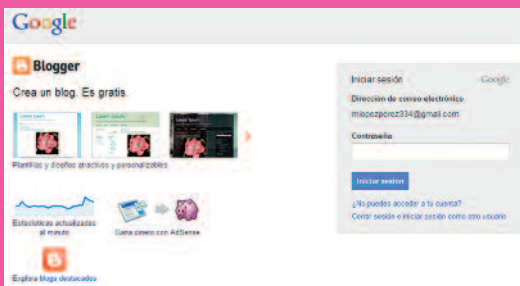 Google
Blogger
Crea un blog. Es gratis.
Plantillas y diseños atractivos y personalizables
Estadísticas actualizadas
al minuto
Gana dinero con AdSense
Explora blogs destacados
Iniciar sesión Google
Dirección de correo electrónico
mlopezperez334@gmail.com
Contraseña
Iniciar sesión
¿No puedes acceder a tu cuenta?
Cerrar sesión e iniciar sesión como otro usuario